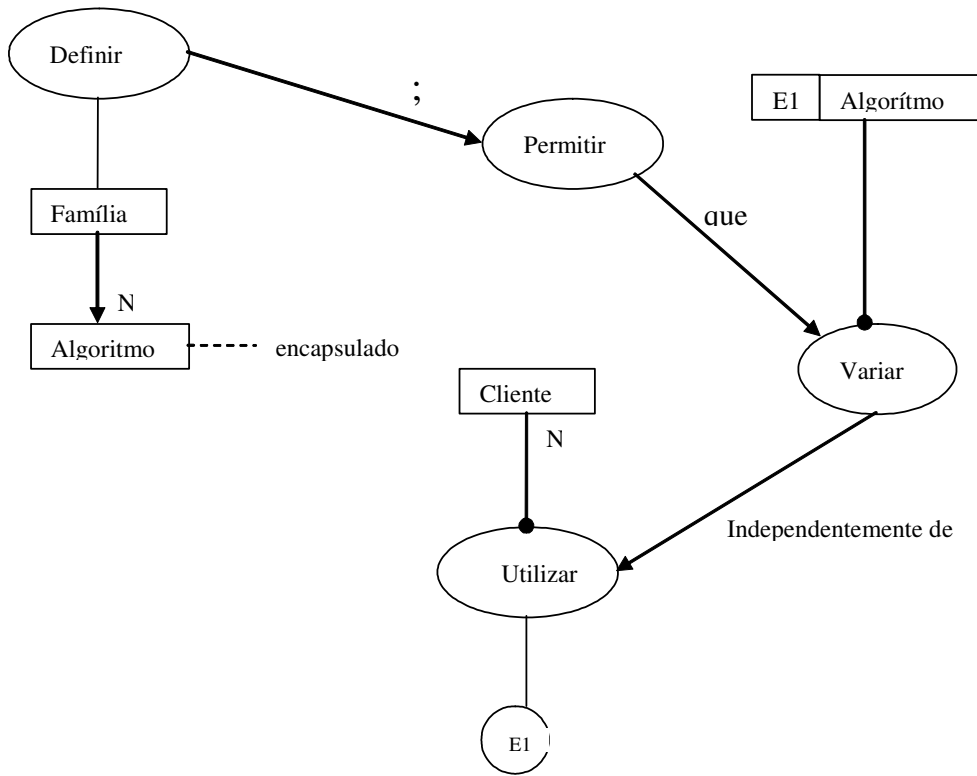 Definir
;
E1 Algorítmo
Permitir
que
Família
N
Algoritmo
encapsulado
Variar
Cliente
N
Independentemente de
Utilizar
E1